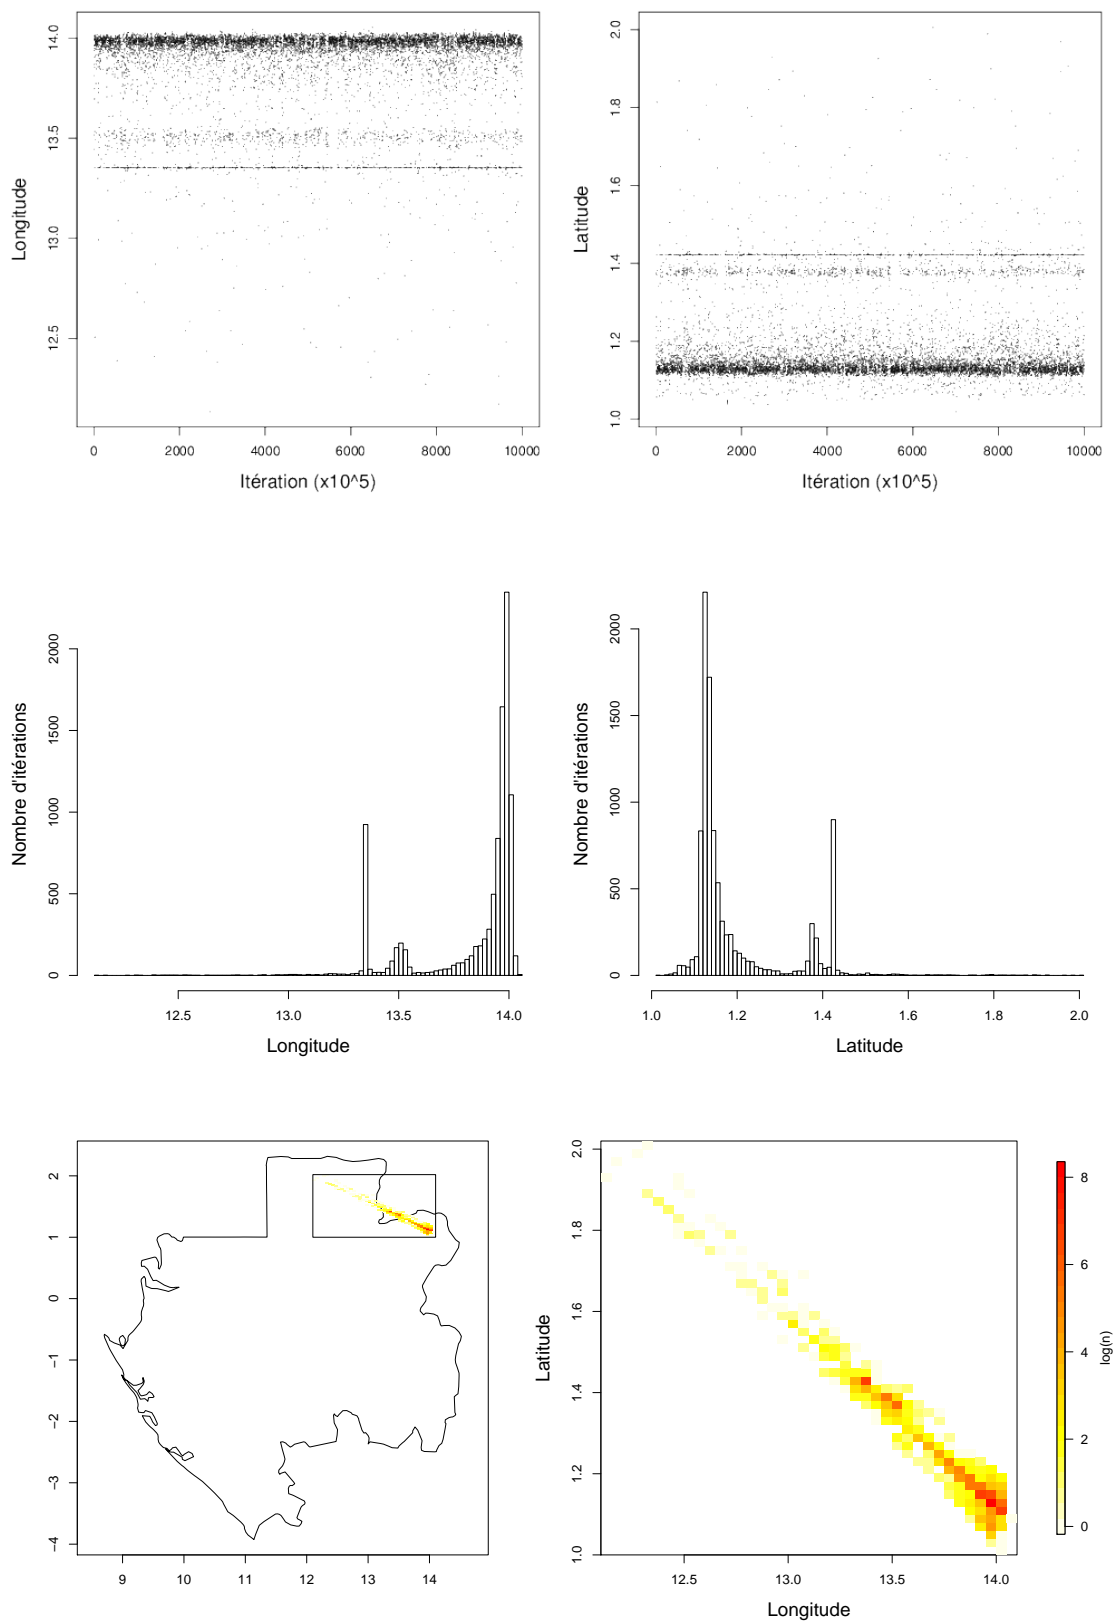 14.0
13.5
13.0
12.5
Longitude
0 2000 4000 6000 8000 10000
Itération (x10^5)
2.0
1.8
1.6
1.4
1.2
1.0
Latitude
0 2000 4000 6000 8000 10000
Itération (x10^5)
2000
1500
1000
500
0
Nombre d'itérations
12.5 13.0 13.5 14.0
Longitude
2000
1500
1000
500
0
Nombre d'itérations
1.0 1.2 1.4 1.6 1.8 2.0
Latitude
2
1
0
−1
−2
−3
−4
9 10 11 12 13 14
2.0
1.8
1.6
1.4
1.2
1.0
Latitude
12.5 13.0 13.5 14.0
Longitude
8
6
4
2
0
log(n)